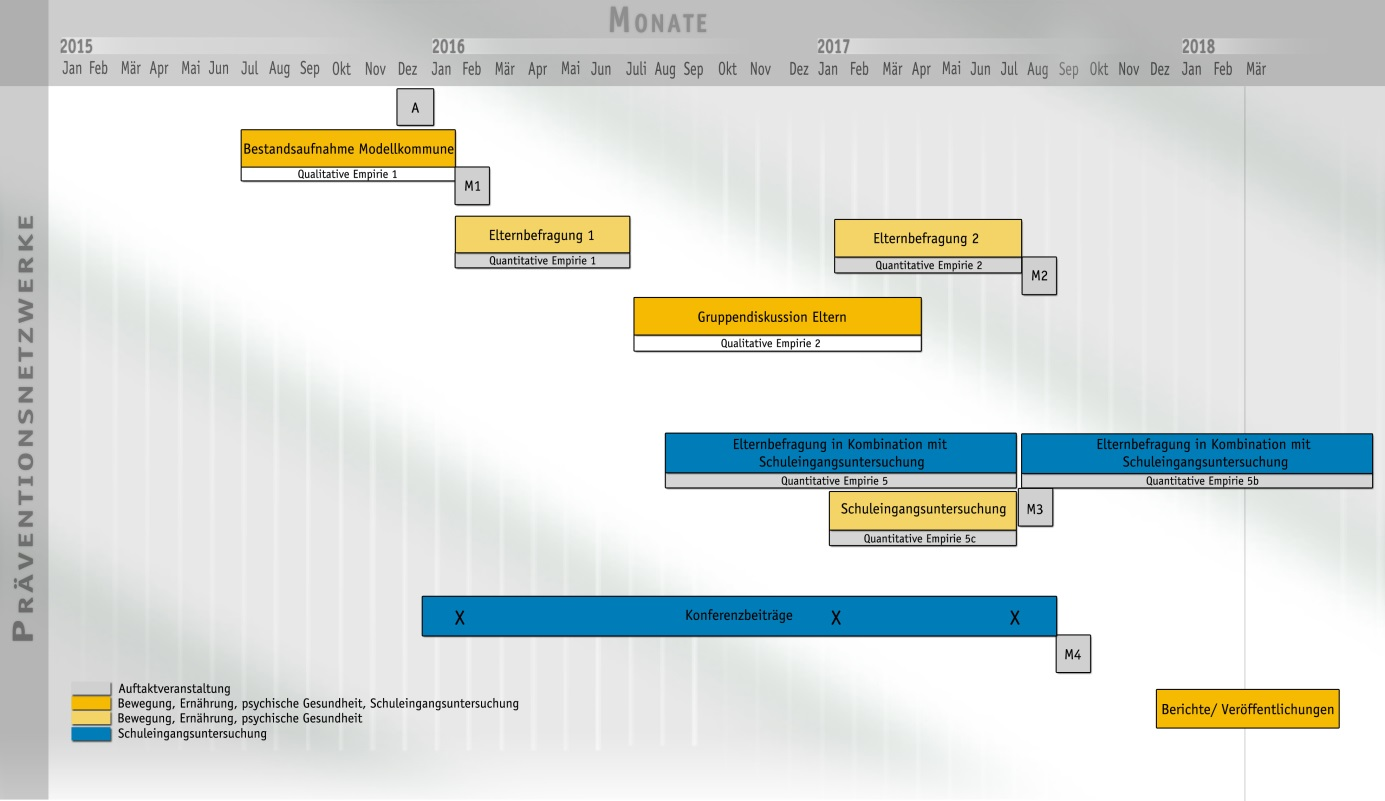 MONATE
2015 2016 2017 2018
Jan Feb Mär Apr Mai Jun Jul Aug Sep Okt Nov Dez Jan Feb Mär Apr Mai Jun Juli Aug Sep Okt Nov Dez Jan Feb Mär Apr Mai Jun Jul Aug Sep Okt Nov Dez Jan Feb Mär
PRÄVENTIONSNETZWERKE
A
Bestandsaufnahme Modellkommune
Qualitative Empirie 1
M1
Elternbefragung 1
Quantitative Empirie 1
Elternbefragung 2
Quantitative Empirie 2
M2
Gruppendiskussion Eltern
Qualitative Empirie 2
Elternbefragung in Kombination mit
Schuleingangsuntersuchung
Quantitative Empirie 5
Elternbefragung in Kombination mit
Schuleingangsuntersuchung
Quantitative Empirie 5b
Schuleingangsuntersuchung
Quantitative Empirie 5c
M3
X Konferenzbeiträge X X
M4
Auftaktveranstaltung
Bewegung, Ernährung, psychische Gesundheit, Schuleingangsuntersuchung
Bewegung, Ernährung, psychische Gesundheit
Schuleingangsuntersuchung
Berichte/ Veröffentlichungen